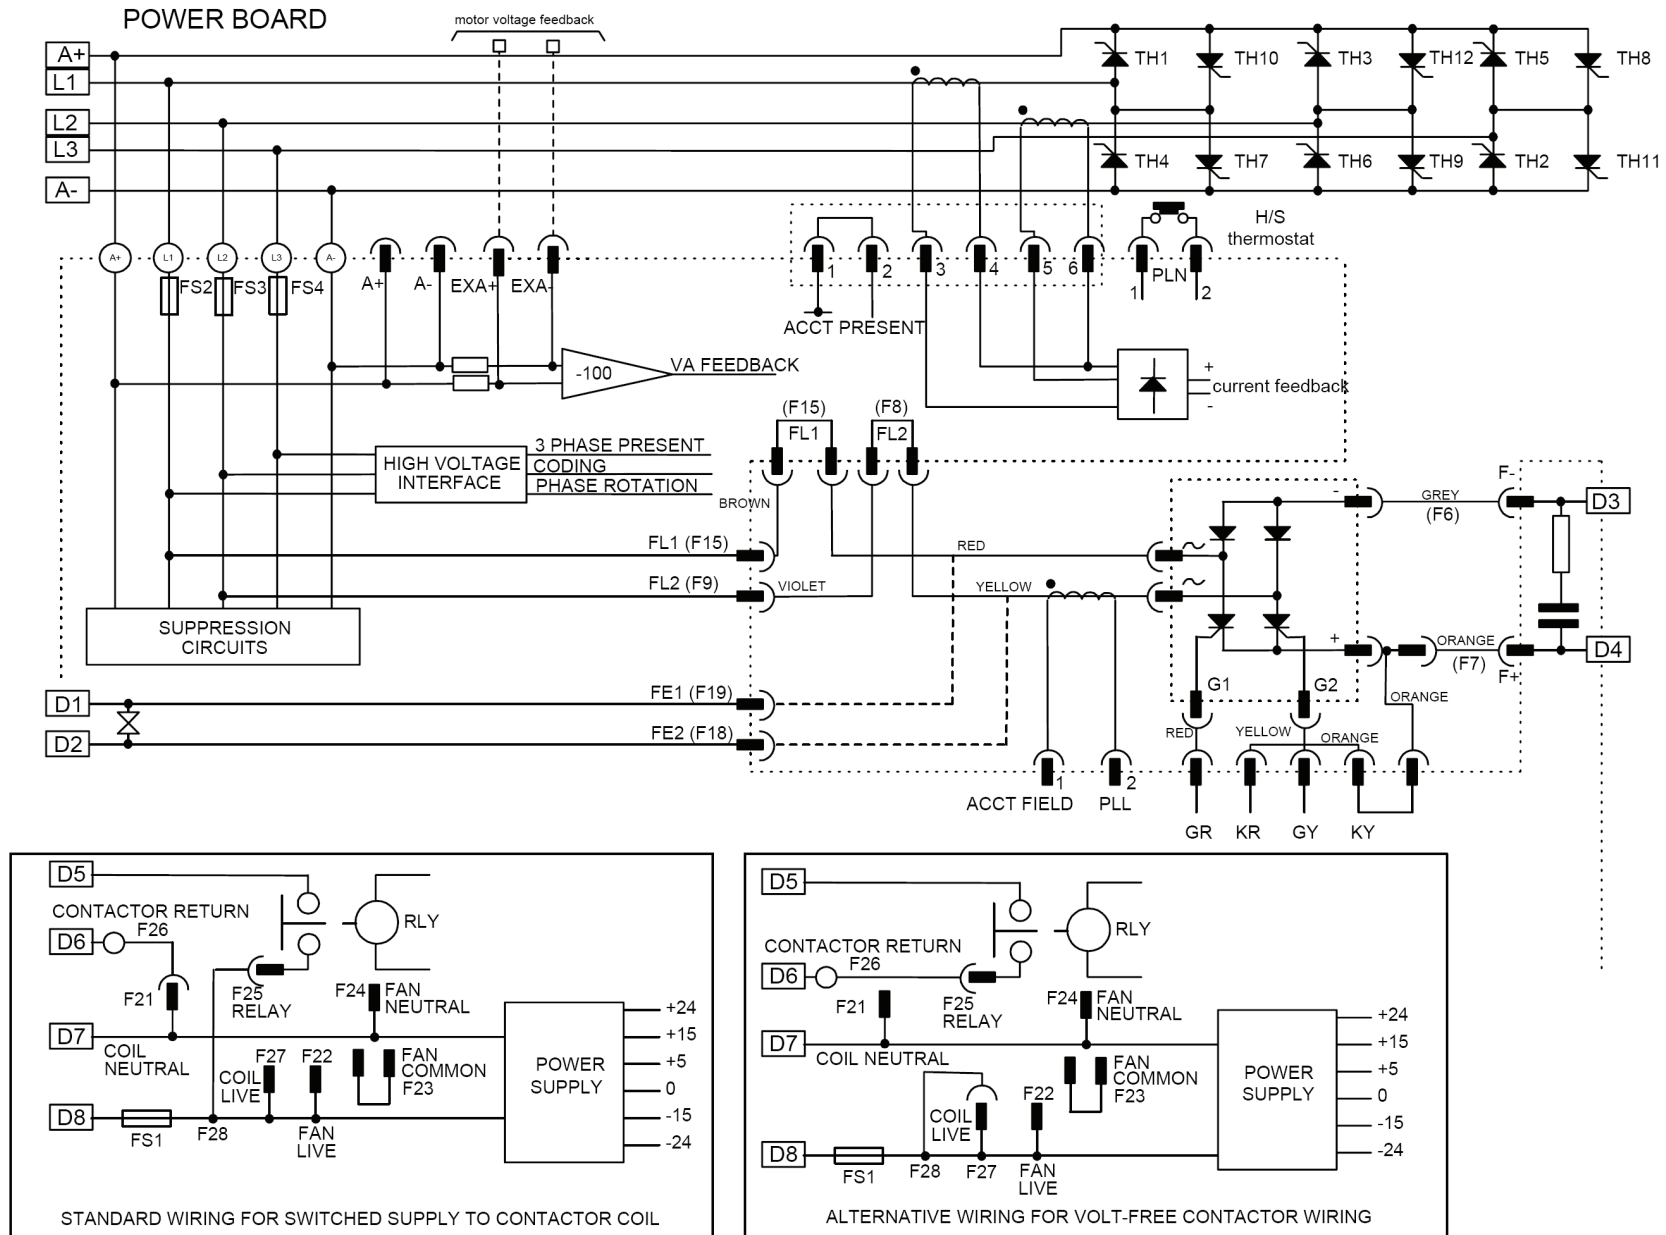 POWER BOARD
motor voltage feedback
A+
L1
L2
L3
A-
TH1
TH10
TH3
TH12
TH5
TH8
TH4
TH7
TH6
TH9
TH2
TH11
H/S
thermostat
A+
L1
L2
L3
A-
FS2
FS3
FS4
A+
A-
EXA+
EXA-
1
2
3
4
5
6
PLN
1
2
ACCT PRESENT
-100
VA FEEDBACK
+
current feedback
-
(F15)
FL1
(F8)
FL2
HIGH VOLTAGE
INTERFACE
3 PHASE PRESENT
CODING
PHASE ROTATION
BROWN
FL1 (F15)
RED
FL2 (F9)
VIOLET
YELLOW
-
F-
GREY
(F6)
D3
+
ORANGE
(F7)
F+
D4
ORANGE
SUPPRESSION
CIRCUITS
D1
FE1 (F19)
D2
FE2 (F18)
G1
G2
RED
YELLOW
ORANGE
1
2
ACCT FIELD
PLL
GR
KR
GY
KY
D5
CONTACTOR RETURN
D6
F26
RLY
F21
F25
RELAY
F24
FAN
NEUTRAL
D7
COIL
NEUTRAL
F27
F22
COIL
LIVE
FAN
COMMON
F23
D8
FS1
F28
FAN
LIVE
POWER
SUPPLY
+24
+15
+5
0
-15
-24
STANDARD WIRING FOR SWITCHED SUPPLY TO CONTACTOR COIL
D5
CONTACTOR RETURN
D6
F26
RLY
F21
F25
RELAY
F24
FAN
NEUTRAL
D7
COIL NEUTRAL
FAN
COMMON
F23
F22
COIL
LIVE
D8
FS1
F28
F27
FAN
LIVE
POWER
SUPPLY
+24
+15
+5
0
-15
-24
ALTERNATIVE WIRING FOR VOLT-FREE CONTACTOR WIRING